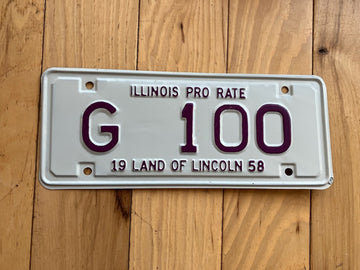 ILLINOIS PRO RATE
G 100
19 LAND OF LINCOLN 58